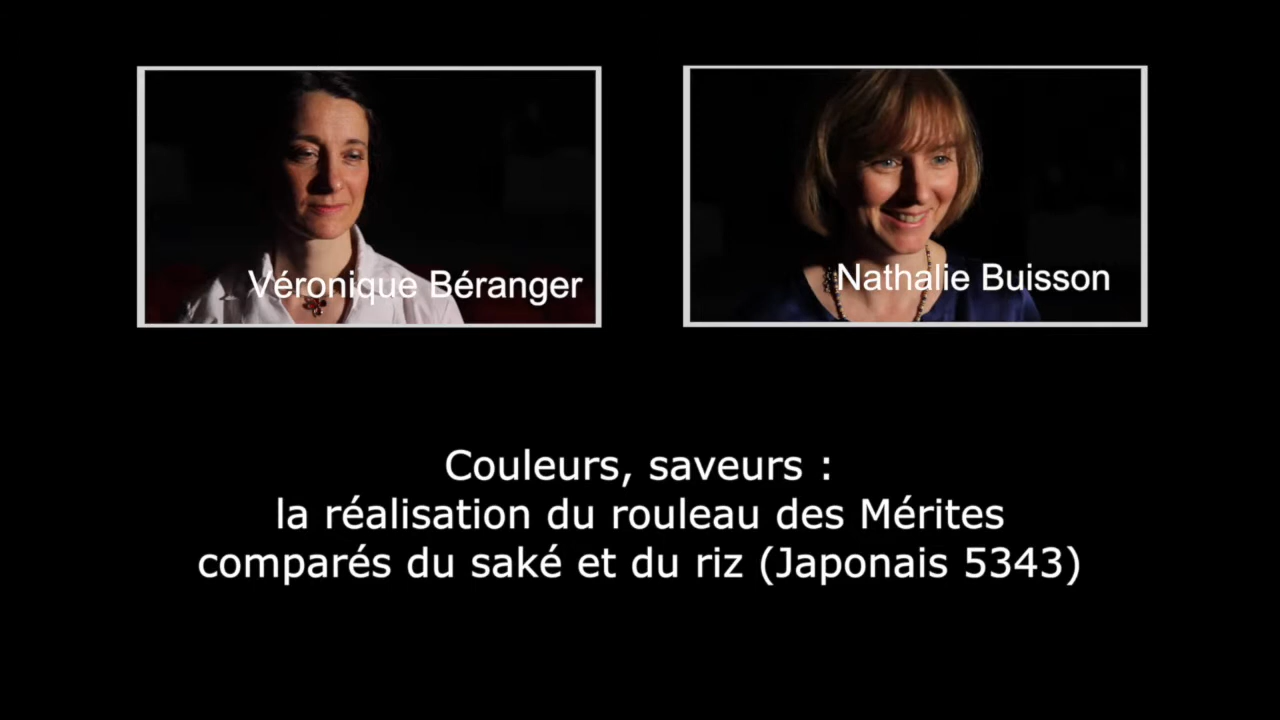 Véronique Béranger
Nathalie Buisson
Couleurs, saveurs :
la réalisation du rouleau des Mérites
comparés du saké et du riz (Japonais 5343)